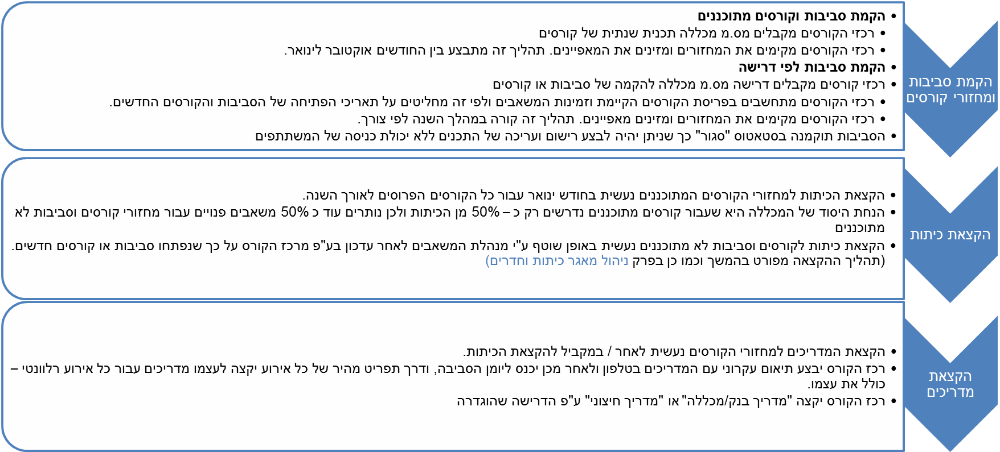 הקמת סביבות
ומחזורי קורסים
• הקמת סביבות וקורסים מתוכננים
• רכזי הקורסים מקבלים מס.מ מכללה תכנית שנתית של קורסים
• רכזי הקורסים מקימים את המחזורים ומזינים את המאפיינים. תהליך זה מתבצע בין החודשים אוקטובר לינואר.
• הקמת סביבות לפי דרישה
• רכזי קורסים מקבלים דרישה מס.מ מכללה להקמה של סביבות או קורסים
• רכזי הקורסים מתחשבים בפריסת הקורסים הקיימת וזמינות המשאבים ולפי זה מחליטים על תאריכי הפתיחה של הסביבות והקורסים החדשים.
• רכזי הקורסים מקימים את המחזורים ומזינים מאפיינים. תהליך זה קורה במהלך השנה לפי צורך.
• הסביבות תוקמנה בסטאטוס "סגור" כך שניתן יהיה לבצע רישום ועריכה של התכנים ללא יכולת כניסה של המשתתפים
הקצאת כיתות
• הקצאת הכיתות למחזורי הקורסים המתוכננים נעשית בחודש ינואר עבור כל הקורסים הפרוסים לאורך השנה.
• הנחת היסוד של המכללה היא שעבור קורסים מתוכננים נדרשים רק כ – 50% מן הכיתות ולכן נותרים עוד כ 50% משאבים פנויים עבור מחזורי קורסים וסביבות לא
מתוכננים
• הקצאת כיתות לקורסים וסביבות לא מתוכננים נעשית באופן שוטף ע"י מנהלת המשאבים לאחר עדכון בע"פ מרכז הקורס על כך שנפתחו סביבות או קורסים חדשים.
(תהליך ההקצאה מפורט בהמשך וכמו כן בפרק ניהול מאגר כיתות וחדרים)
הקצאת
מדריכים
• הקצאת המדריכים למחזורי הקורסים נעשית לאחר / במקביל להקצאת הכיתות.
• רכז הקורס יבצע תיאום עקרוני עם המדריכים בטלפון ולאחר מכן יכנס ליומן הסביבה, ודרך תפריט מהיר של כל אירוע יקצה לעצמו מדריכים עבור כל אירוע רלוונטי –
כולל את עצמו.
• רכז הקורס יקצה "מדריך בנק/מכללה" או "מדריך חיצוני" ע"פ הדרישה שהוגדרה